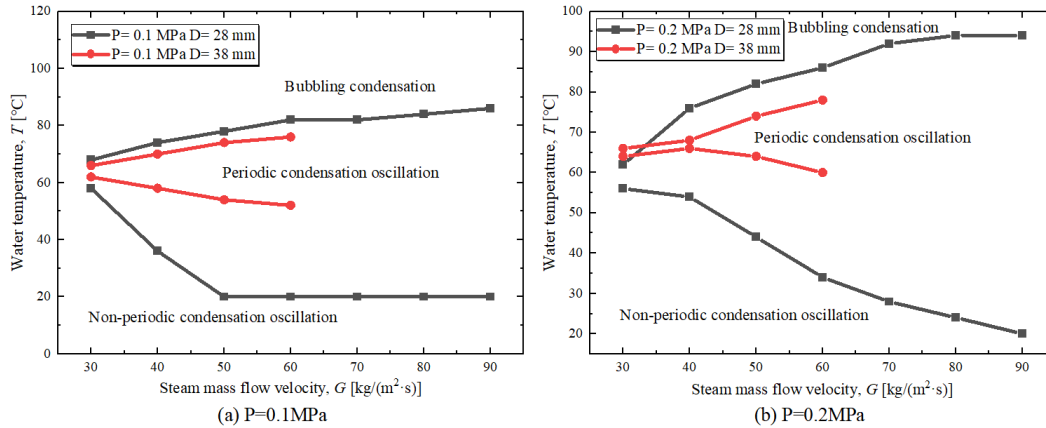 P= 0.1 MPa D= 28 mm
P= 0.1 MPa D= 38 mm
Bubbling condensation
Periodic condensation oscillation
Non-periodic condensation oscillation
Water temperature, T [°C]
120
100
80
60
40
20
0
30 40 50 60 70 80 90
Steam mass flow velocity, G [kg/(m²·s)]
(a) P=0.1MPa
P= 0.2 MPa D= 28 mm
P= 0.2 MPa D= 38 mm
Bubbling condensation
Periodic condensation oscillation
Non-periodic condensation oscillation
Water temperature, T [°C]
100
90
80
70
60
50
40
30
20
30 40 50 60 70 80 90
Steam mass flow velocity, G [kg/(m²·s)]
(b) P=0.2MPa